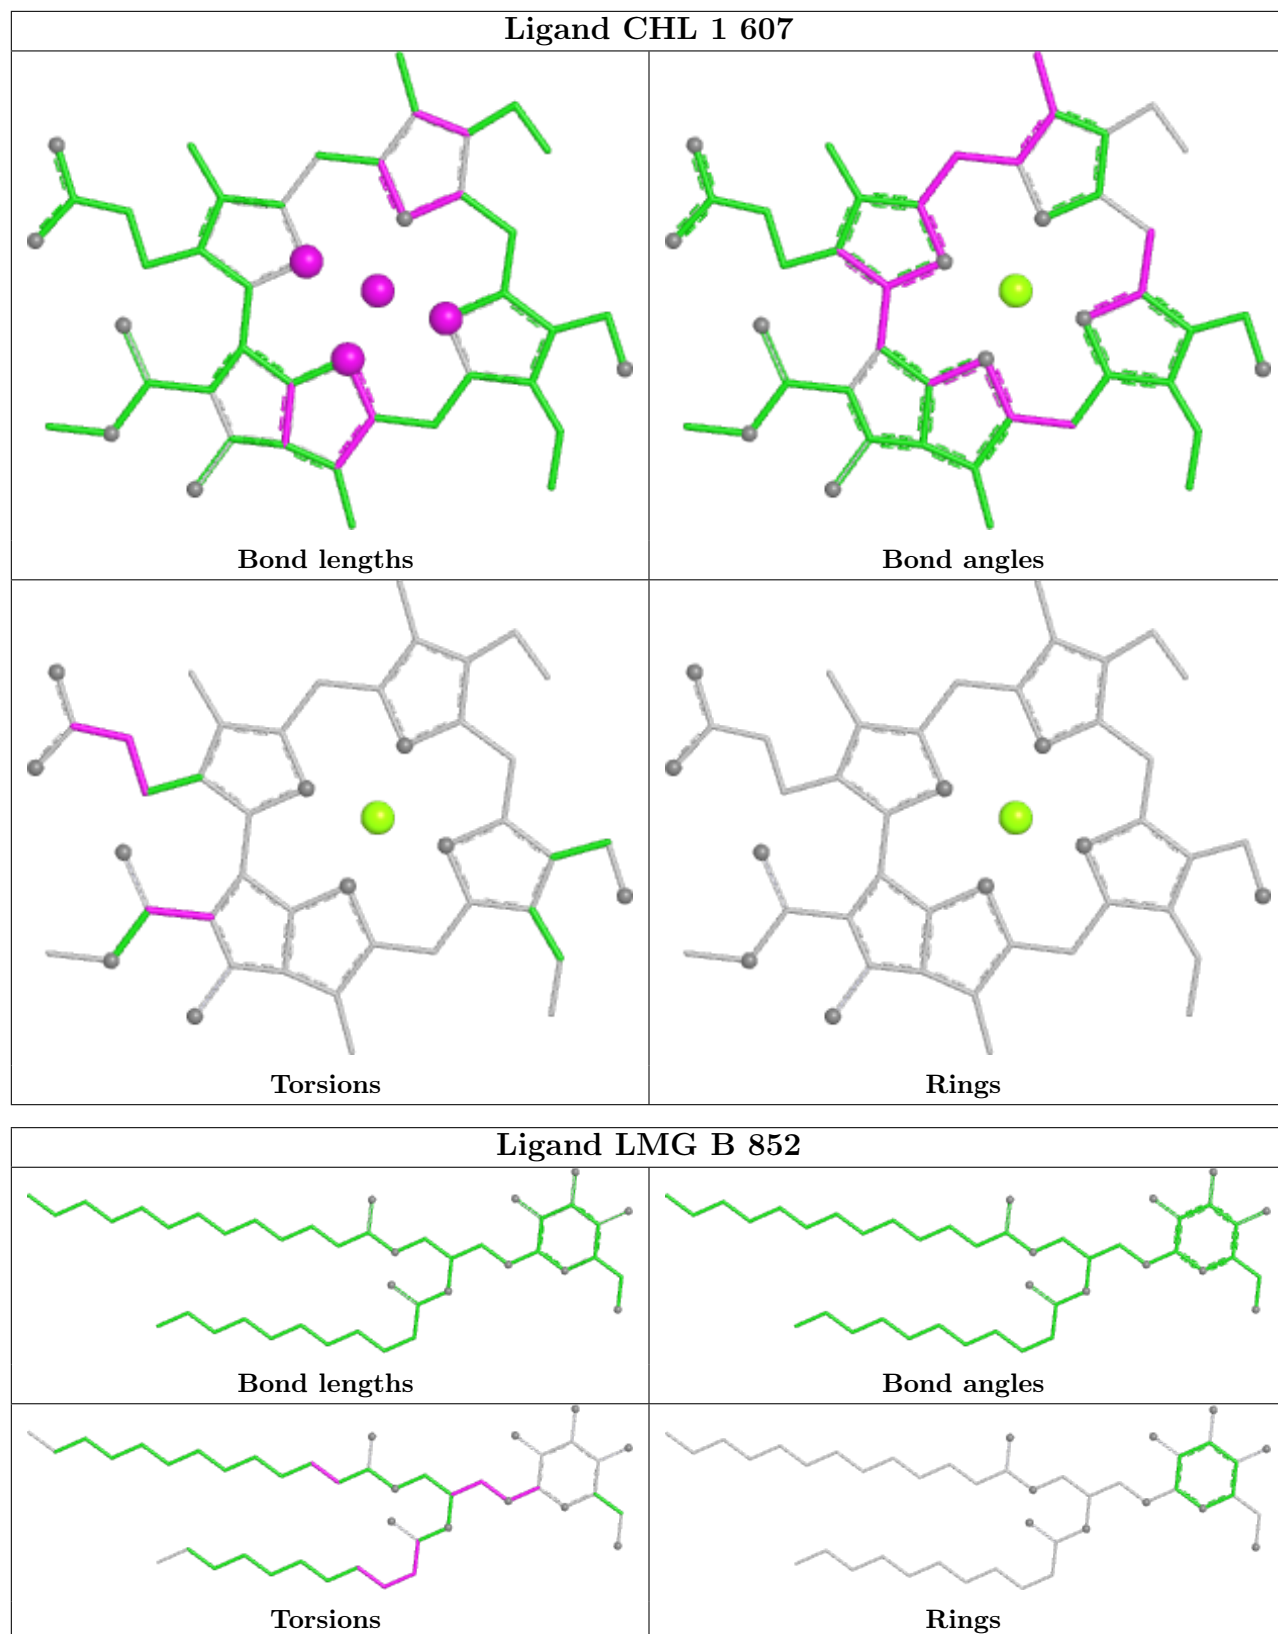 Ligand CHL 1 607
Bond lengths
Bond angles
Torsions
Rings
Ligand LMG B 852
Bond lengths
Bond angles
Torsions
Rings